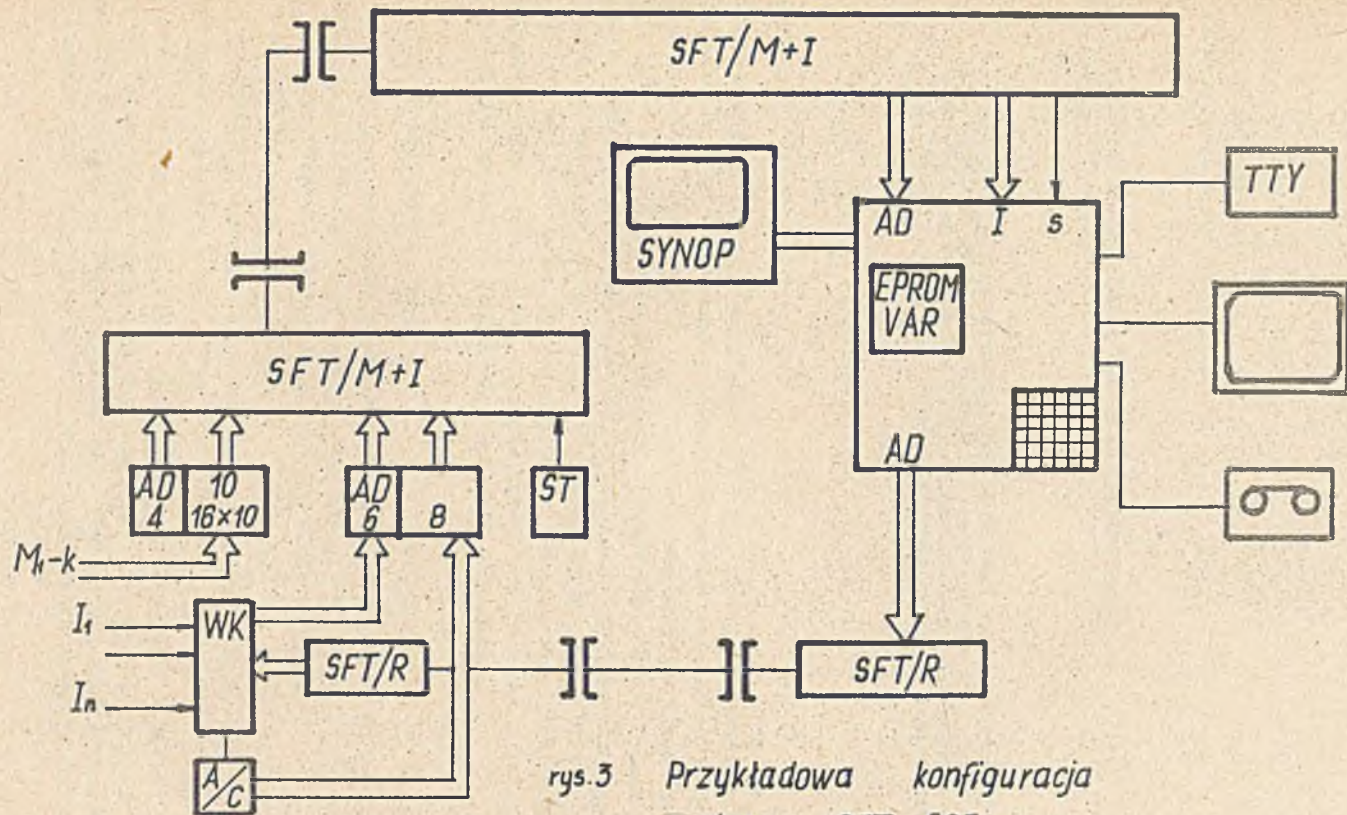 SFT/M+I
AD I s
TTY
SYNOP
EPROM
VAR
SFT/M+I
AD
AD 10 AD 8 ST
4 16×10 6
I₁
WK
SFT/R
SFT/R
Iₙ
A/C
rys.3 Przykładowa konfiguracja